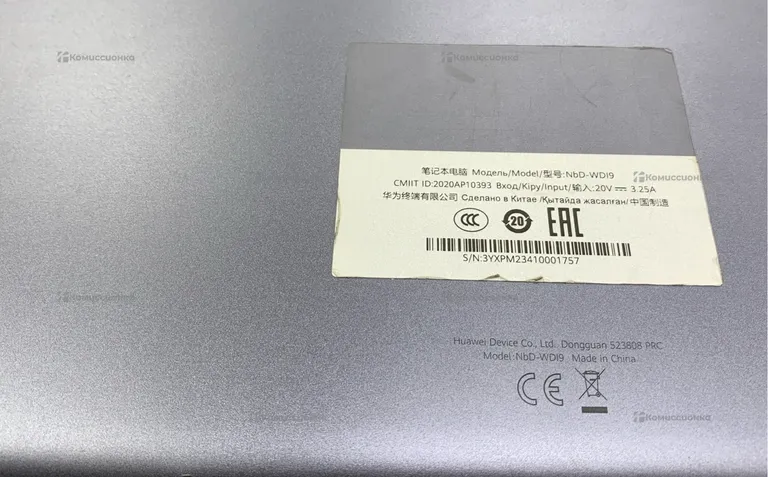 Комиссионка
Комиссионка
笔记本电脑 Модель/Model/型号:NbD-WDI9
Комиссионка
CMIIT ID:2020AP10393 Вход/Кіру/Input/输入:20V ⎓ 3.25A
华为终端有限公司 Сделано в Китае /Қытайда жасалған/ 中国制造
CCC 20 EAC
S/N:3YXPM23410001757
Комиссионка
Huawei Device Co., Ltd. Dongguan 523808 PRC
Model:NbD-WDI9 Made in China
CE
Комиссионка